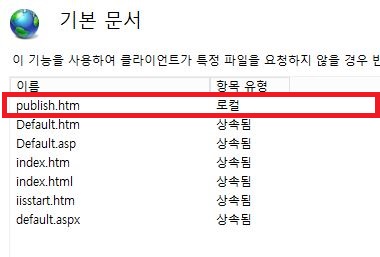 기본 문서
이 기능을 사용하여 클라이언트가 특정 파일을 요청하지 않을 경우 반
이름 항목 유형
publish.htm 로컬
Default.htm 상속됨
Default.asp 상속됨
index.htm 상속됨
index.html 상속됨
iisstart.htm 상속됨
default.aspx 상속됨